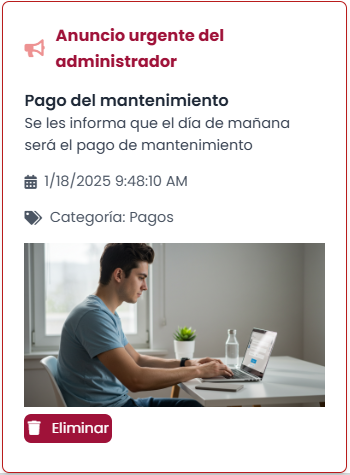 Anuncio urgente del
administrador
Pago del mantenimiento
Se les informa que el día de mañana
será el pago de mantenimiento
1/18/2025 9:48:10 AM
Categoría: Pagos
Eliminar